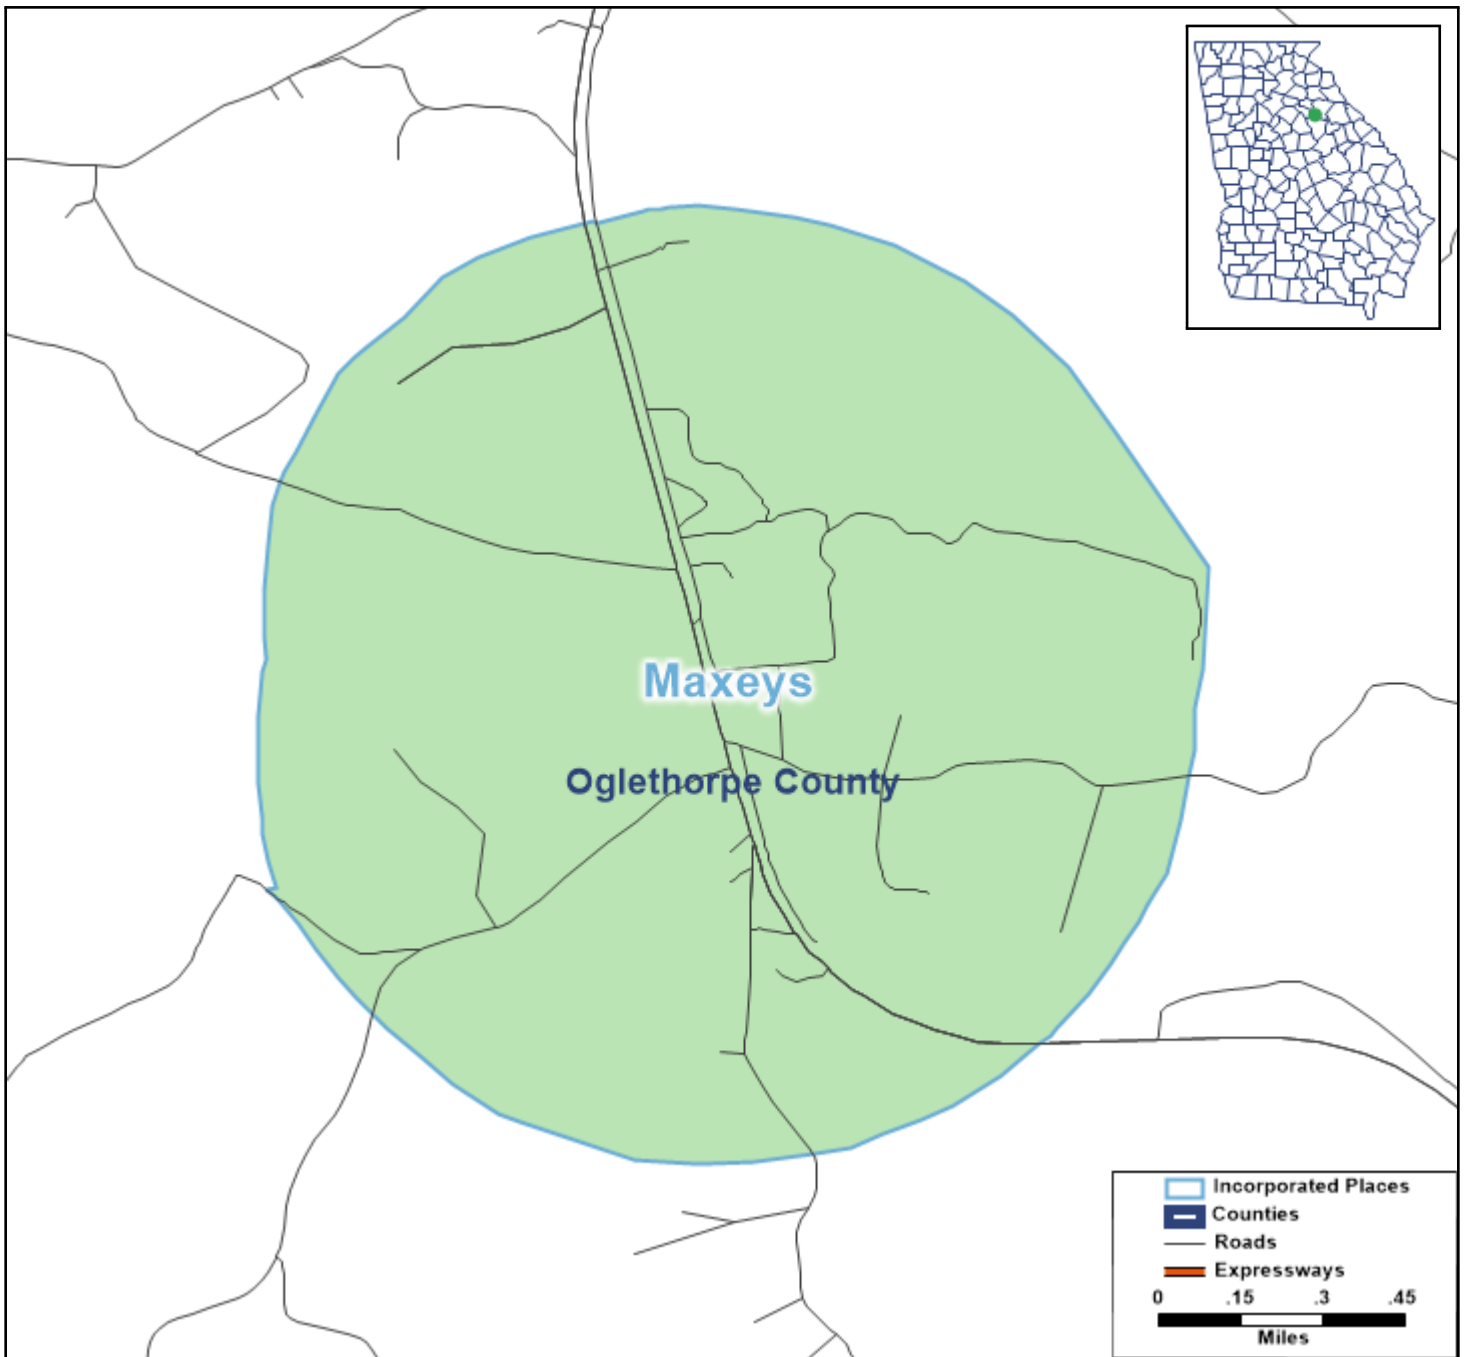 Maxeys
Oglethorpe County
Incorporated Places
Counties
Roads
Expressways
0 .15 .3 .45
Miles